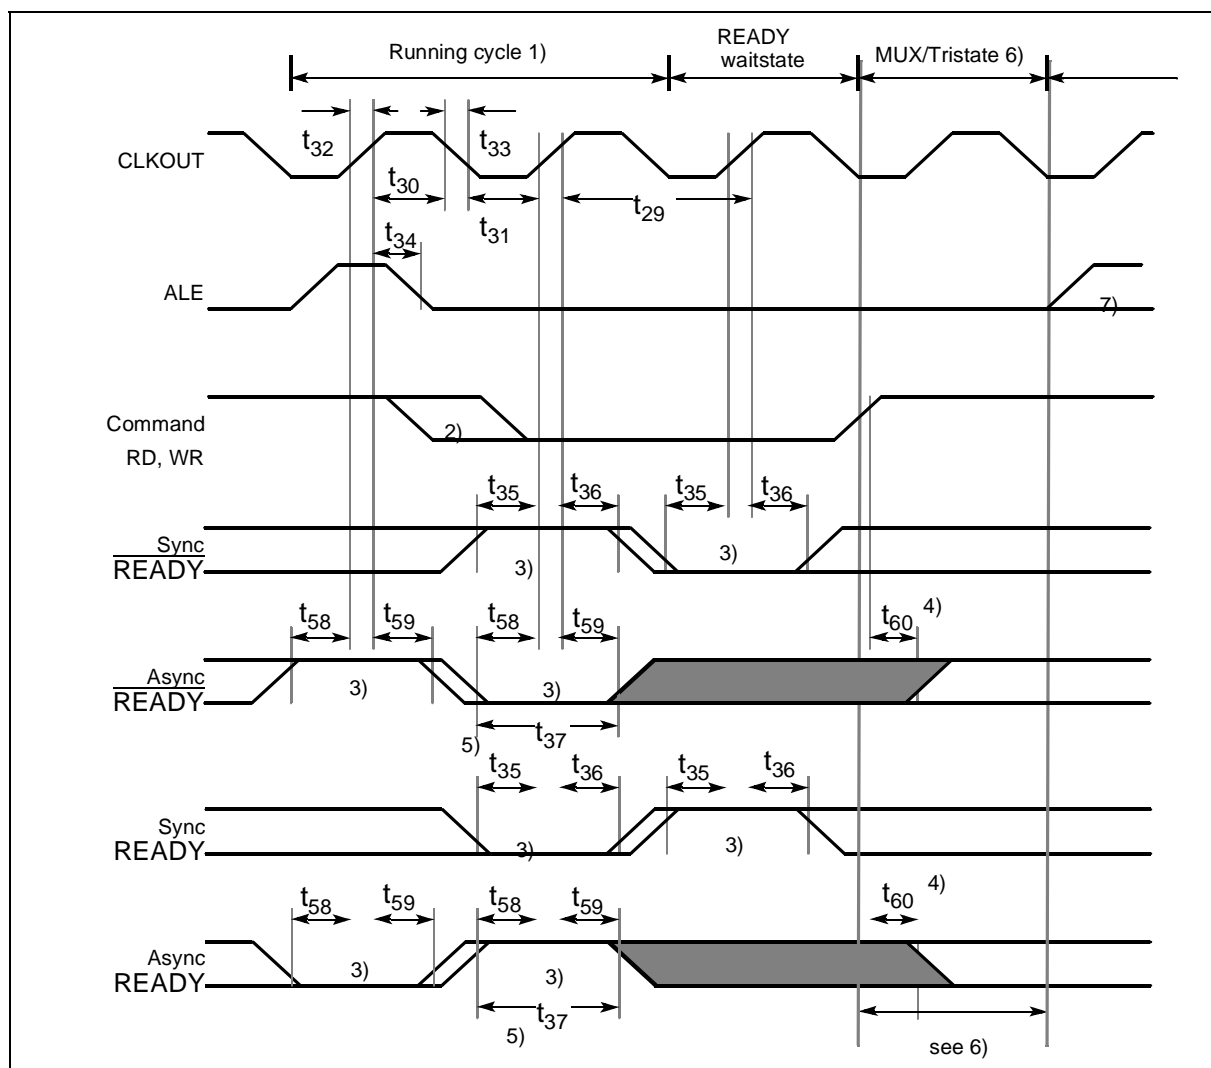 Running cycle 1)
READY
waitstate
MUX/Tristate 6)
t32
t33
CLKOUT
t30
t31
t29
t34
ALE
7)
Command
RD, WR
2)
t35
t36
t35
t36
Sync
READY
3)
3)
t58
t59
t58
t59
t60
4)
Async
READY
3)
3)
5)
t37
t35
t36
t35
t36
Sync
READY
3)
3)
t58
t59
t58
t59
t60
4)
Async
READY
3)
3)
t37
5)
see 6)